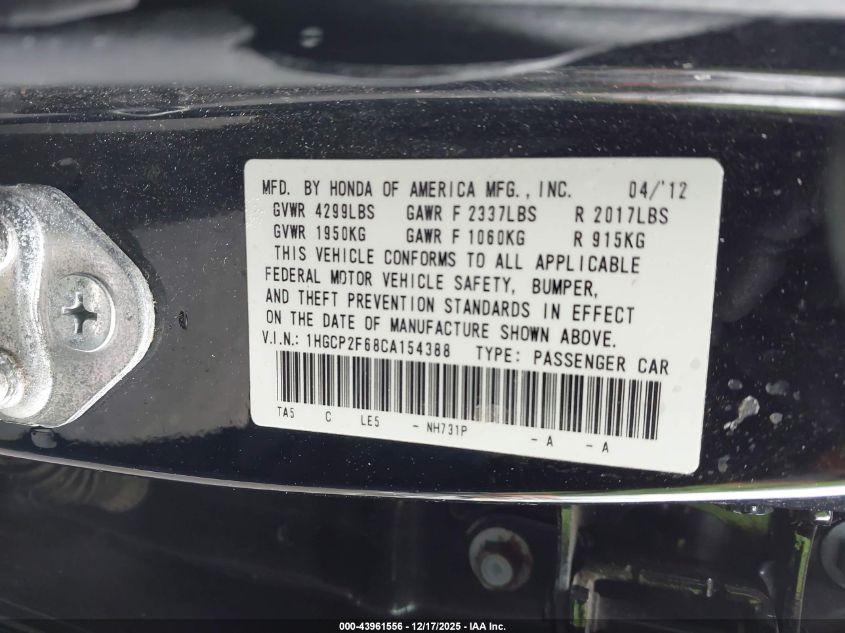 MFD. BY HONDA OF AMERICA MFG., INC. 04/'12
GVWR 4299LBS GAWR F 2337LBS R 2017LBS
GVWR 1950KG GAWR F 1060KG R 915KG
THIS VEHICLE CONFORMS TO ALL APPLICABLE
FEDERAL MOTOR VEHICLE SAFETY, BUMPER,
AND THEFT PREVENTION STANDARDS IN EFFECT
ON THE DATE OF MANUFACTURE SHOWN ABOVE.
V.I.N.: 1HGCP2F68CA154388 TYPE: PASSENGER CAR
TA5 C LE5 - NH731P - A - A
000-43961556 - 12/17/2025 - IAA Inc.